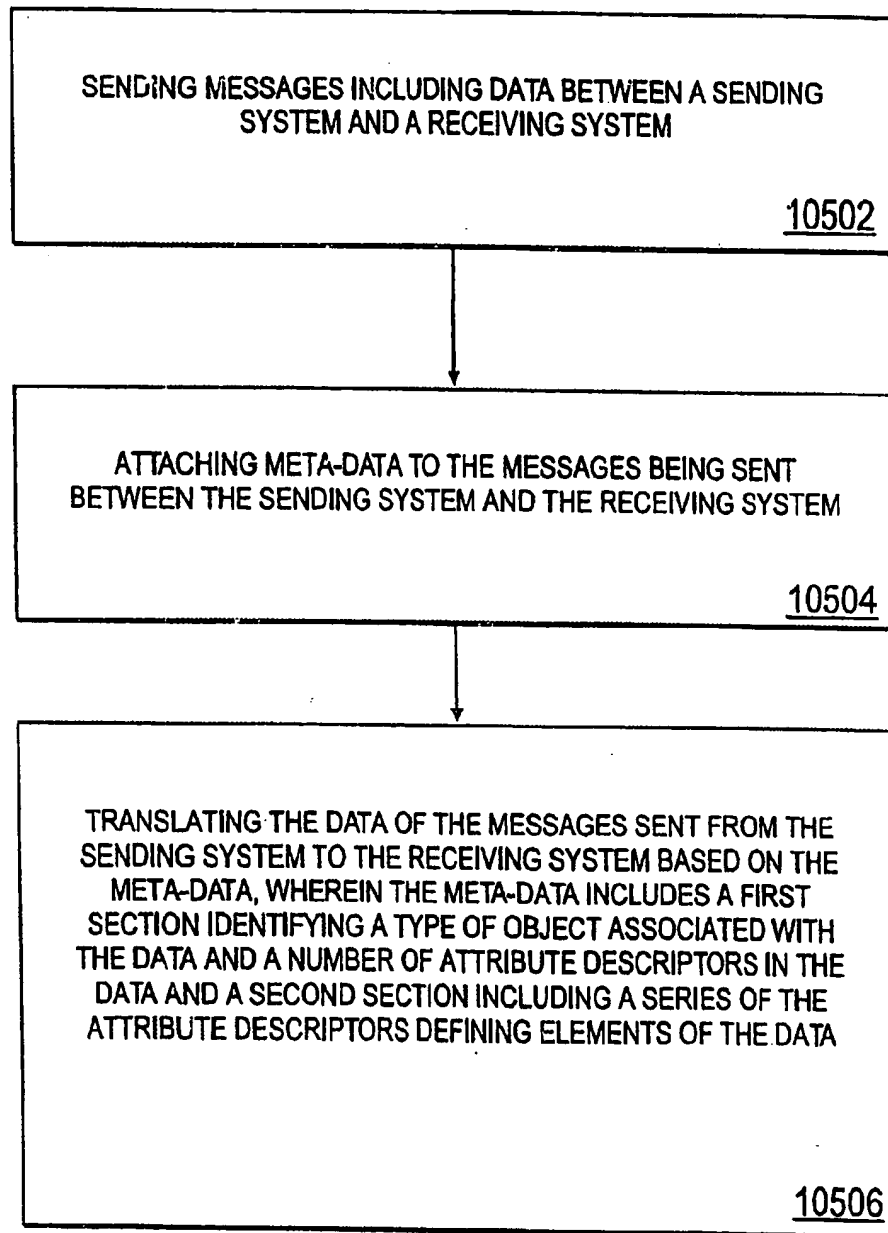 SENDING MESSAGES INCLUDING DATA BETWEEN A SENDING
SYSTEM AND A RECEIVING SYSTEM
10502
ATTACHING META-DATA TO THE MESSAGES BEING SENT
BETWEEN THE SENDING SYSTEM AND THE RECEIVING SYSTEM
10504
TRANSLATING THE DATA OF THE MESSAGES SENT FROM THE
SENDING SYSTEM TO THE RECEIVING SYSTEM BASED ON THE
META-DATA, WHEREIN THE META-DATA INCLUDES A FIRST
SECTION IDENTIFYING A TYPE OF OBJECT ASSOCIATED WITH
THE DATA AND A NUMBER OF ATTRIBUTE DESCRIPTORS IN THE
DATA AND A SECOND SECTION INCLUDING A SERIES OF THE
ATTRIBUTE DESCRIPTORS DEFINING ELEMENTS OF THE DATA
10506